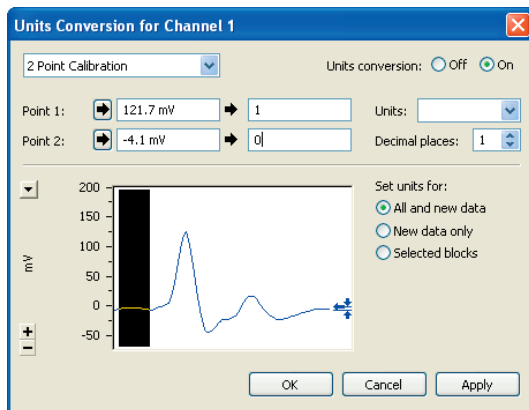 Units Conversion for Channel 1
2 Point Calibration
Units conversion: Off On
Point 1: 121.7 mV 1 Units:
Point 2: -4.1 mV 0 Decimal places: 1
200
150
100
50
0
-50
mV
+
−
Set units for:
All and new data
New data only
Selected blocks
OK Cancel Apply